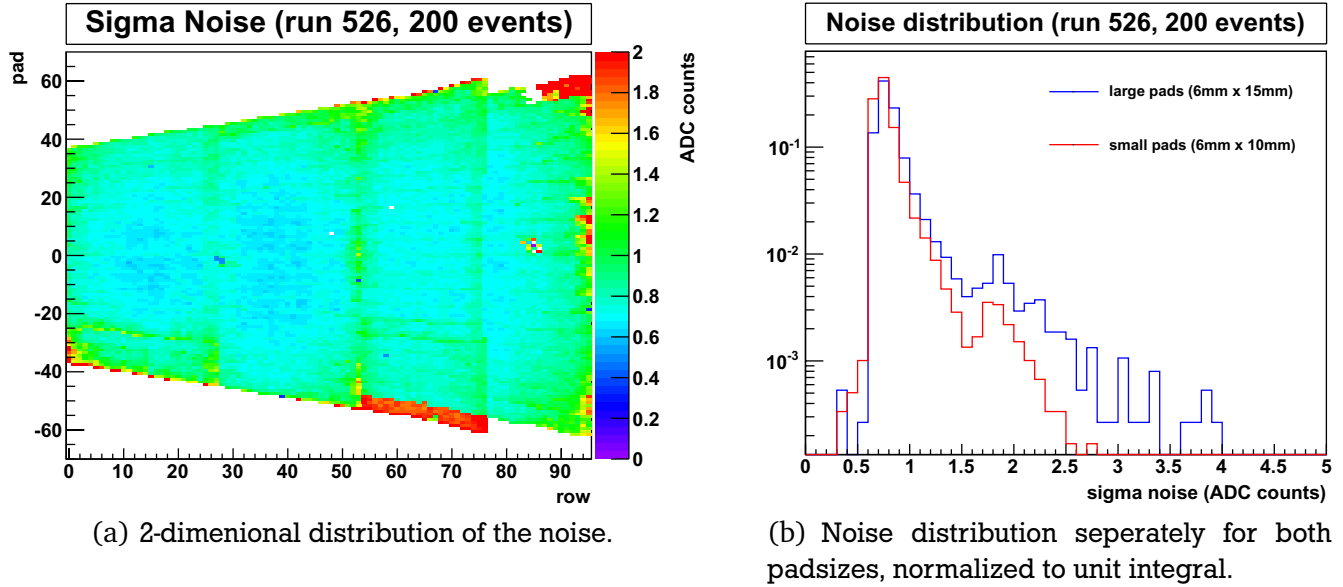 Sigma Noise (run 526, 200 events)
pad
60
40
20
0
-20
-40
-60
0 10 20 30 40 50 60 70 80 90
row
2
1.8
1.6
1.4
1.2
1
0.8
0.6
0.4
0.2
0
ADC counts
(a) 2-dimenional distribution of the noise.
Noise distribution (run 526, 200 events)
large pads (6mm x 15mm)
small pads (6mm x 10mm)
10-1
10-2
10-3
0 0.5 1 1.5 2 2.5 3 3.5 4 4.5 5
sigma noise (ADC counts)
(b) Noise distribution seperately for both
padsizes, normalized to unit integral.